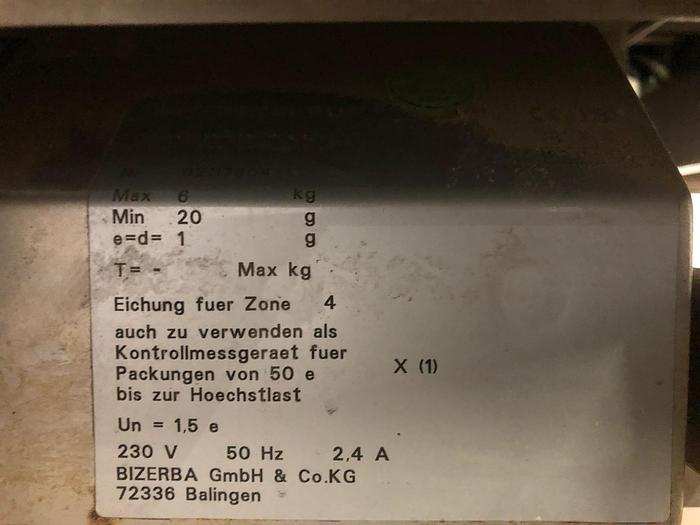 Max 6 kg
Min 20 g
e=d= 1 g
T= - Max kg
Eichung fuer Zone 4
auch zu verwenden als
Kontrollmessgeraet fuer
Packungen von 50 e X (1)
bis zur Hoechstlast
Un = 1,5 e
230 V 50 Hz 2,4 A
BIZERBA GmbH & Co.KG
72336 Balingen